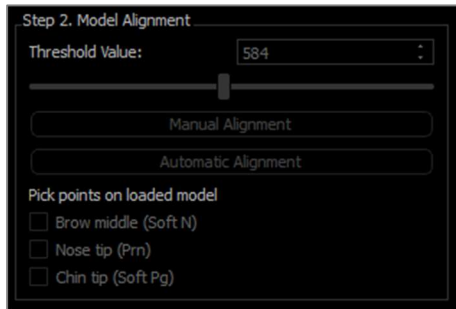 Step 2. Model Alignment
Threshold Value: 584
Manual Alignment
Automatic Alignment
Pick points on loaded model
Brow middle (Soft N)
Nose tip (Prn)
Chin tip (Soft Pg)